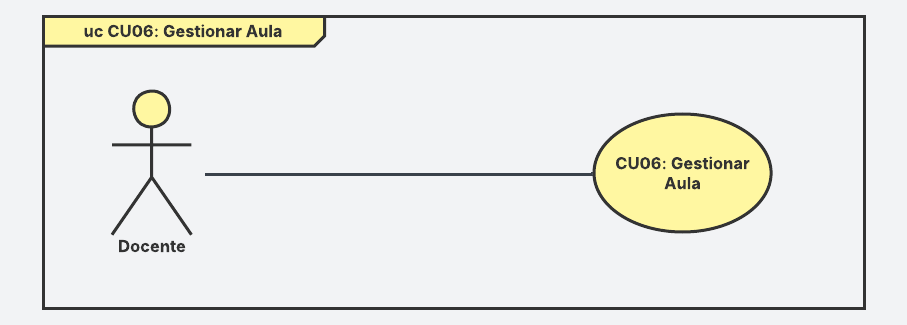 uc CU06: Gestionar Aula
CU06: Gestionar
Aula
Docente